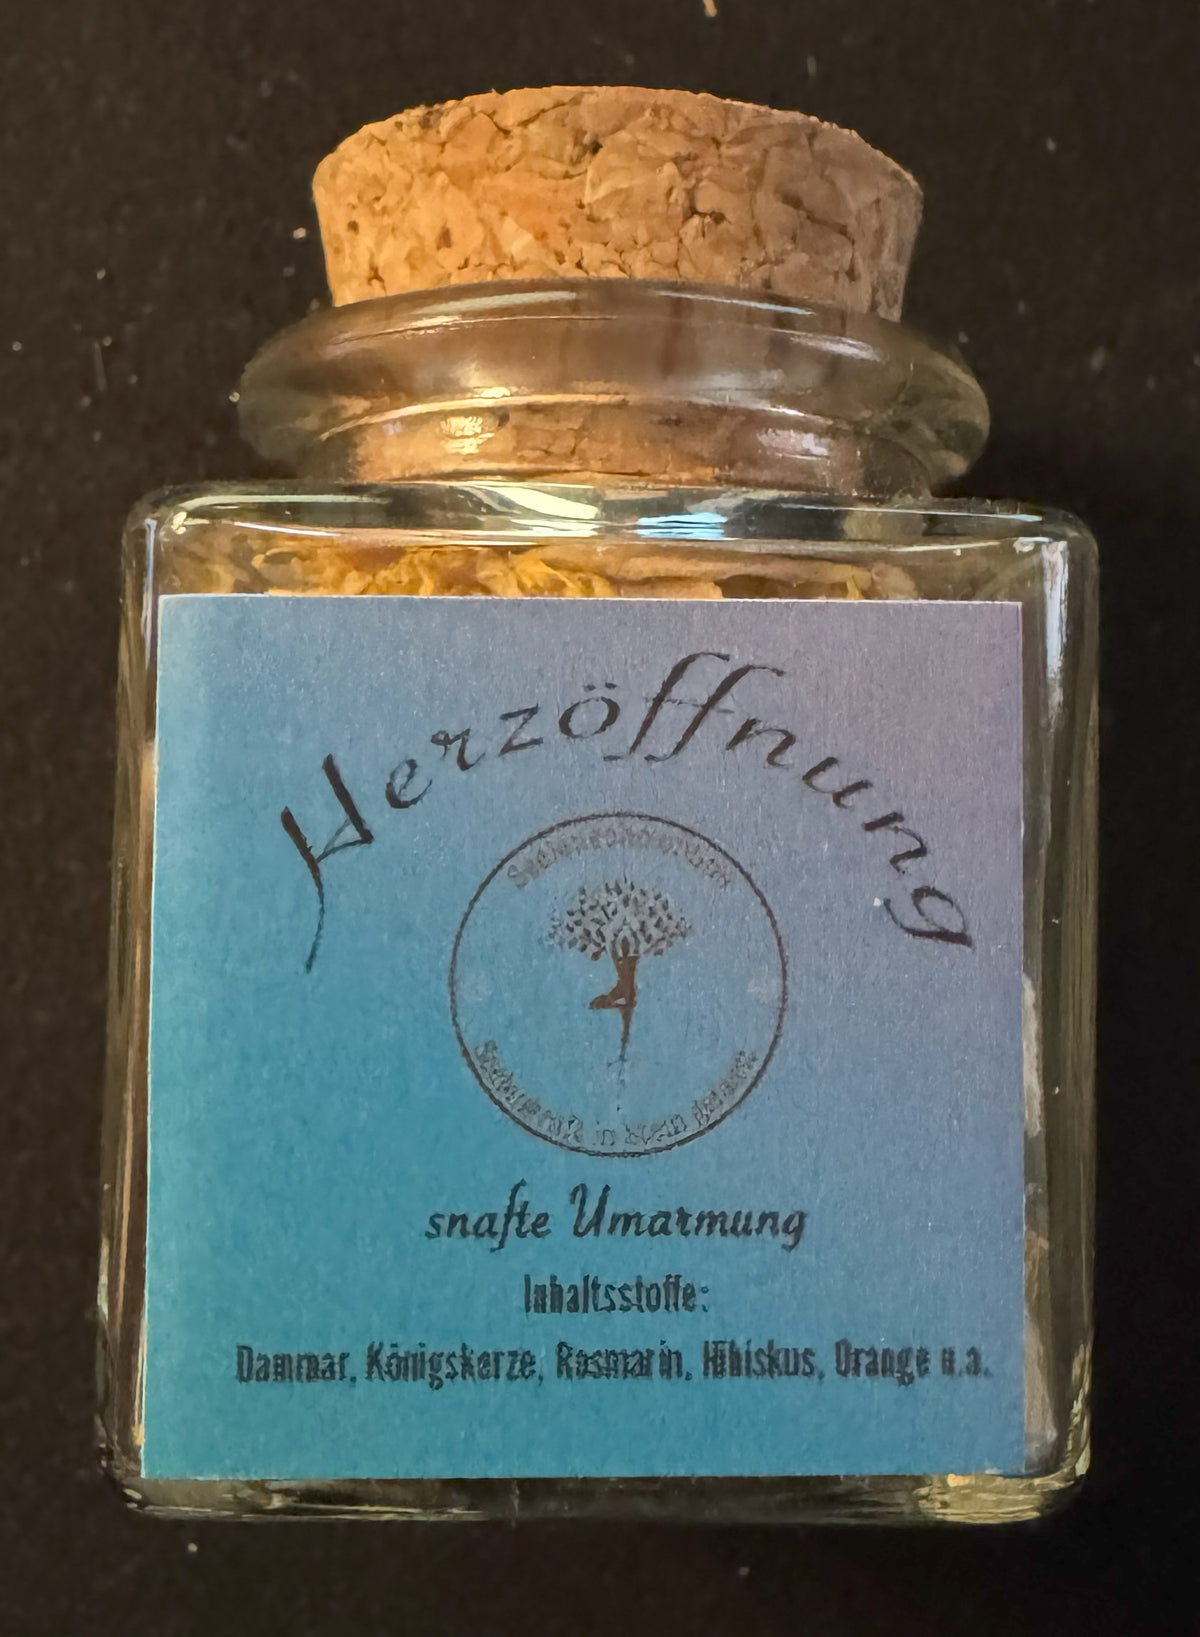 Herzöffnung
snafte Umarmung
Inhaltsstoffe:
Dammar, Königskerze, Rosmarin, Hibiskus, Orange u.a.